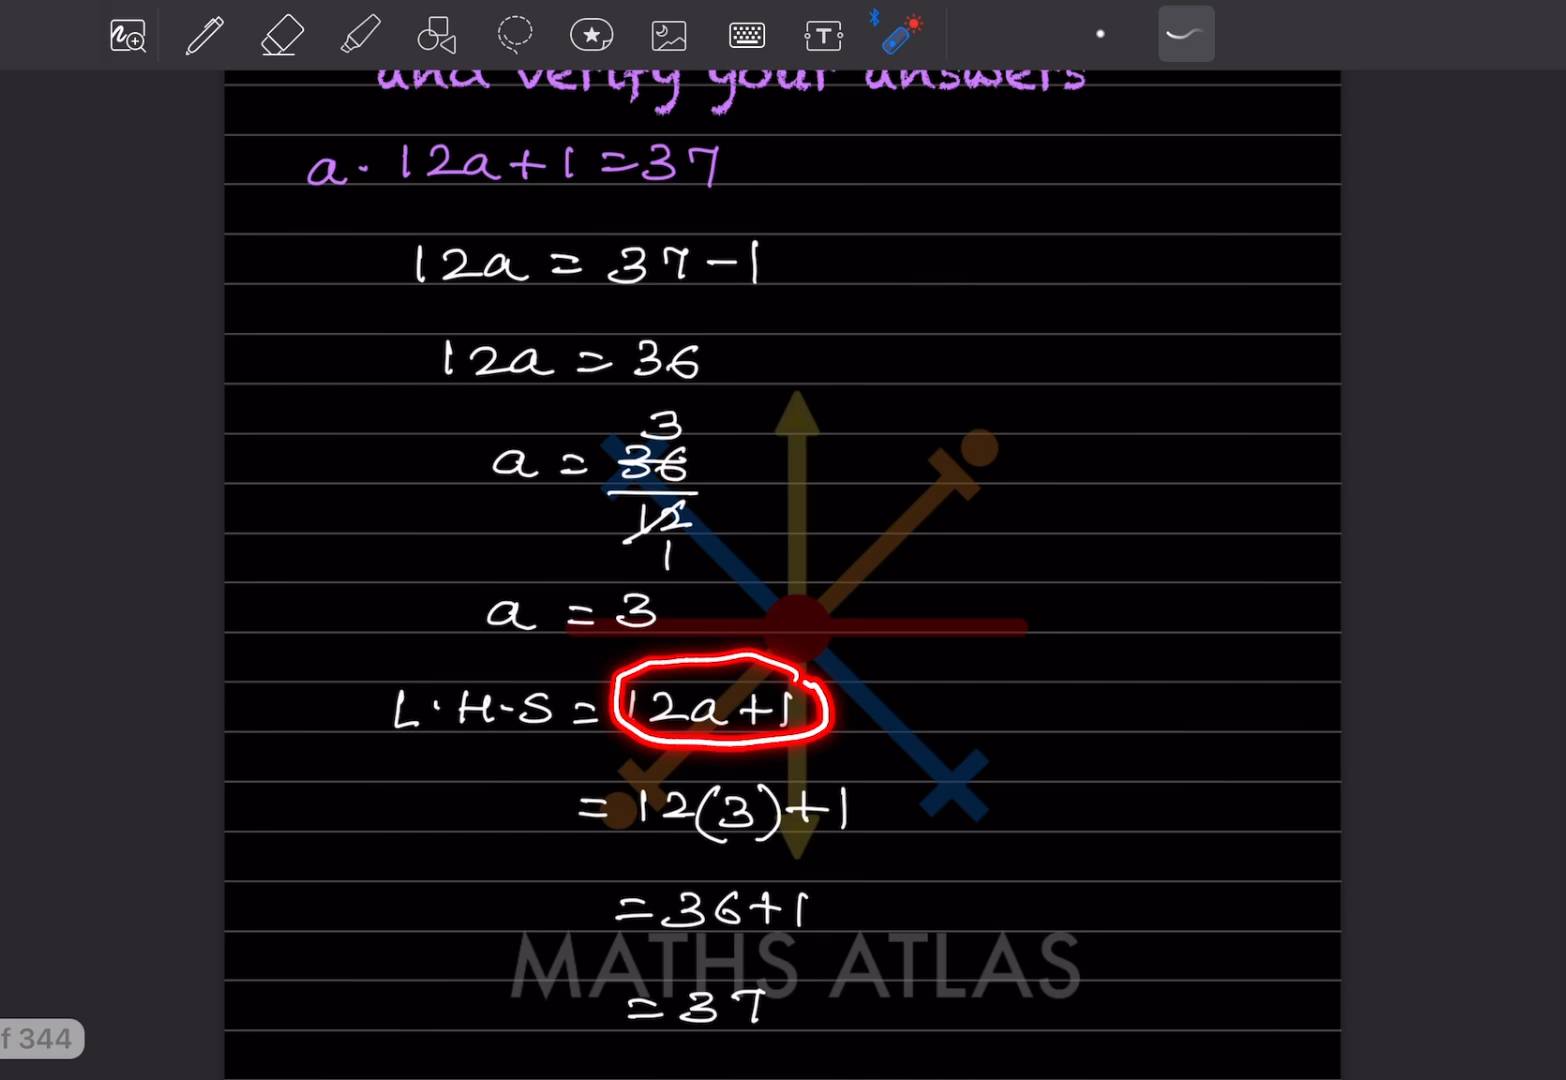 and verify your answers
a. 12a+1=37
12a = 37-1
12a = 36
3
a = 36
12
1
a = 3
L.H.S = 12a+1
= 12(3)+1
= 36+1
MATHS ATLAS
= 37
f 344
T